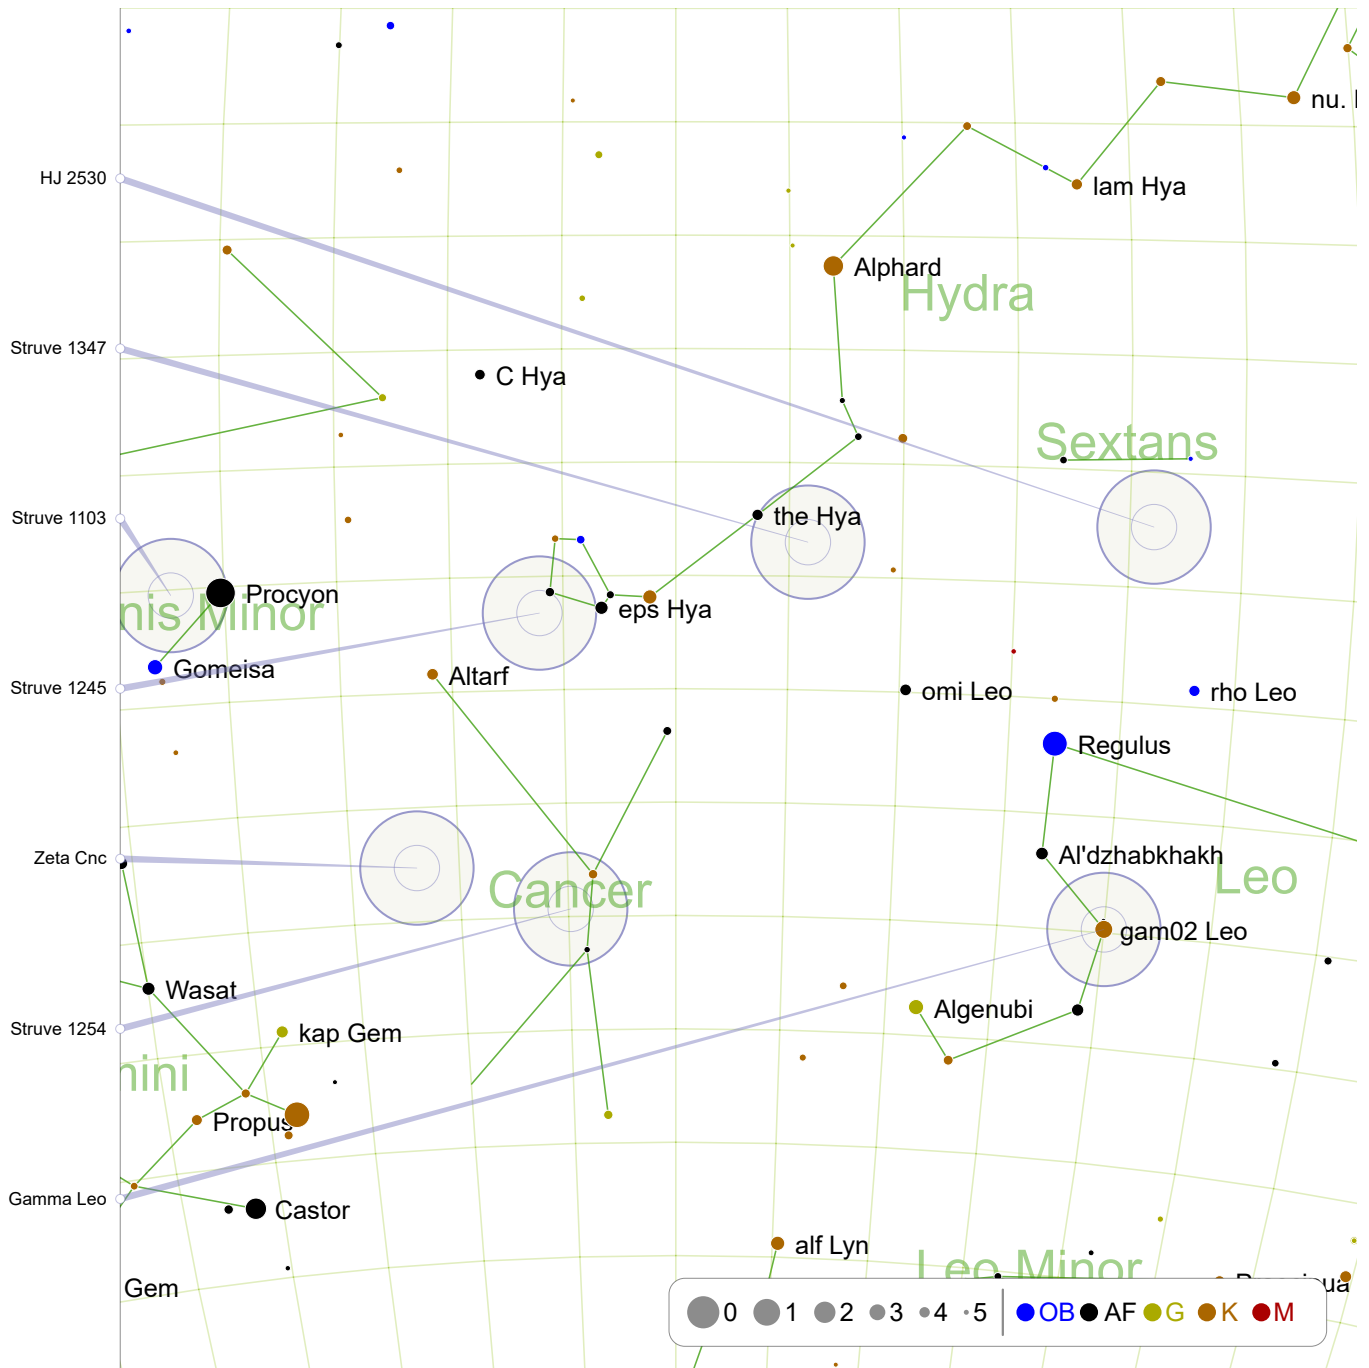 nu.
HJ 2530
lam Hya
Alphard
Hydra
Struve 1347
C Hya
Sextans
Struve 1103
the Hya
Procyon
nis Minor
eps Hya
Gomeisa
Struve 1245
Altarf
omi Leo
rho Leo
Regulus
Zeta Cnc
Al'dzhabkhakh
Leo
Cancer
gam02 Leo
Wasat
Struve 1254
Algenubi
kap Gem
nini
Propus
Gamma Leo
Castor
alf Lyn
Leo Minor
Gem
ua
0 1 2 3 4 5 OB AF G K M